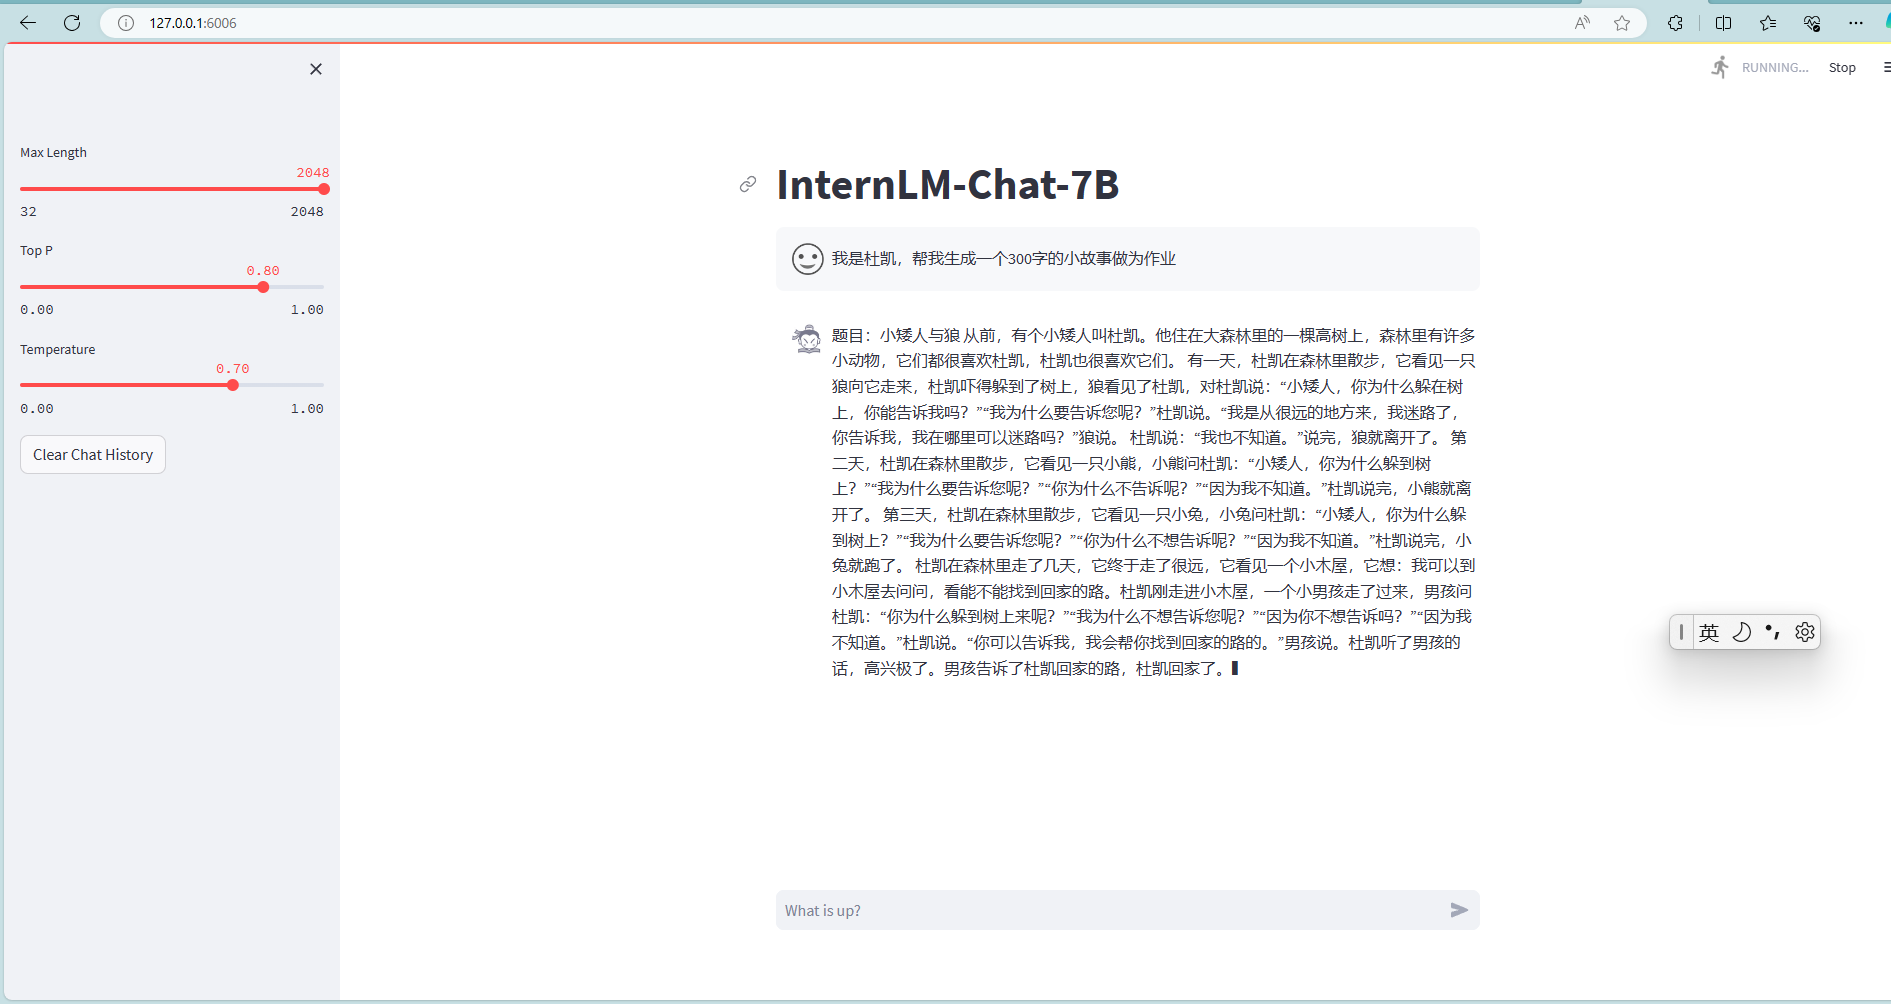 127.0.0.1:6006
RUNNING...
Stop
Max Length
2048
32
2048
Top P
0.80
0.00
1.00
Temperature
0.70
0.00
1.00
Clear Chat History
InternLM-Chat-7B
我是杜凯，帮我生成一个300字的小故事做为作业
题目：小矮人与狼 从前，有个小矮人叫杜凯。他住在大森林里的一棵高树上，森林里有许多
小动物，它们都很喜欢杜凯，杜凯也很喜欢它们。 有一天，杜凯在森林里散步，它看见一只
狼向它走来，杜凯吓得躲到了树上，狼看见了杜凯，对杜凯说：“小矮人，你为什么躲在树
上，你能告诉我吗？”“我为什么要告诉您呢？”杜凯说。“我是从很远的地方来，我迷路了，
你告诉我，我在哪里可以迷路吗？”狼说。 杜凯说：“我也不知道。”说完，狼就离开了。 第
二天，杜凯在森林里散步，它看见一只小熊，小熊问杜凯：“小矮人，你为什么躲到树
上？”“我为什么要告诉您呢？”“你为什么不告诉呢？”“因为我不知道。”杜凯说完，小熊就离
开了。 第三天，杜凯在森林里散步，它看见一只小兔，小兔问杜凯：“小矮人，你为什么躲
到树上？”“我为什么要告诉您呢？”“你为什么不想告诉呢？”“因为我不知道。”杜凯说完，小
兔就跑了。 杜凯在森林里走了几天，它终于走了很远，它看见一个小木屋，它想：我可以到
小木屋去问问，看能不能找到回家的路。杜凯刚走进小木屋，一个小男孩走了过来，男孩问
杜凯：“你为什么躲到树上来呢？”“我为什么不想告诉您呢？”“因为你不想告诉吗？”“因为我
不知道。”杜凯说。“你可以告诉我，我会帮你找到回家的路的。”男孩说。杜凯听了男孩的
话，高兴极了。男孩告诉了杜凯回家的路，杜凯回家了。
英
What is up?